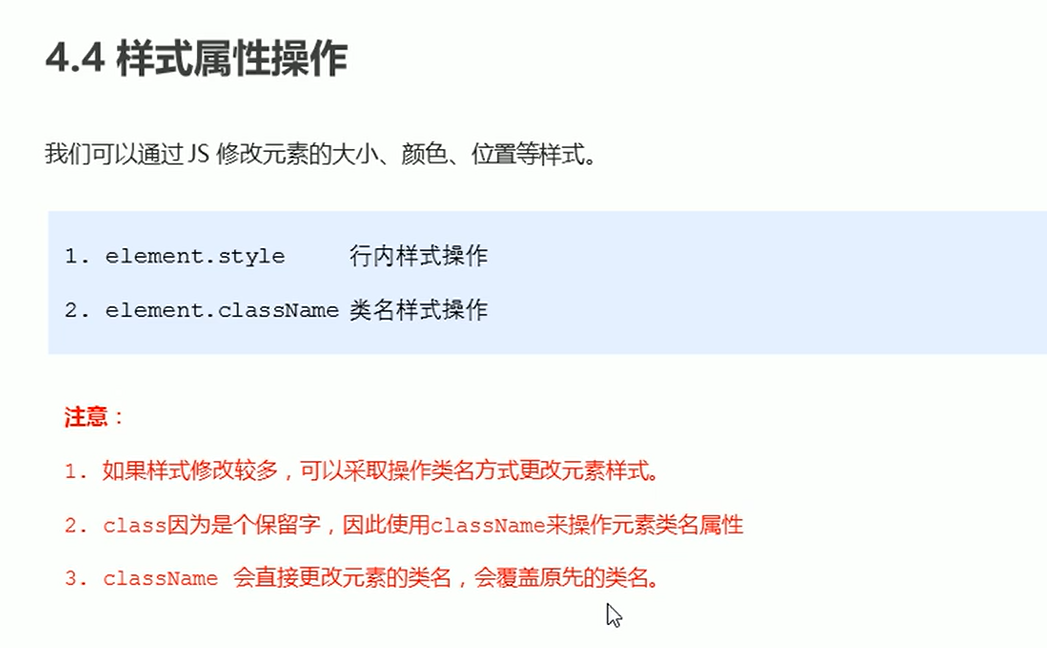 4.4 样式属性操作
我们可以通过 JS 修改元素的大小、颜色、位置等样式。
1. element.style 行内样式操作
2. element.className 类名样式操作
注意：
1. 如果样式修改较多，可以采取操作类名方式更改元素样式。
2. class因为是个保留字，因此使用className来操作元素类名属性
3. className 会直接更改元素的类名，会覆盖原先的类名。